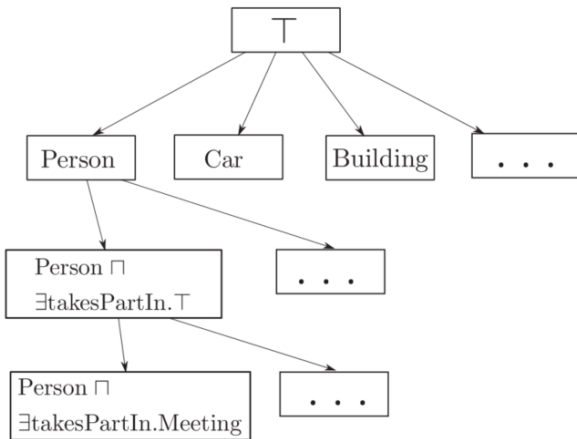 ⊤
Person
Car
Building
. . .
Person ⊓
∃takesPartIn.⊤
. . .
Person ⊓
∃takesPartIn.Meeting
. . .